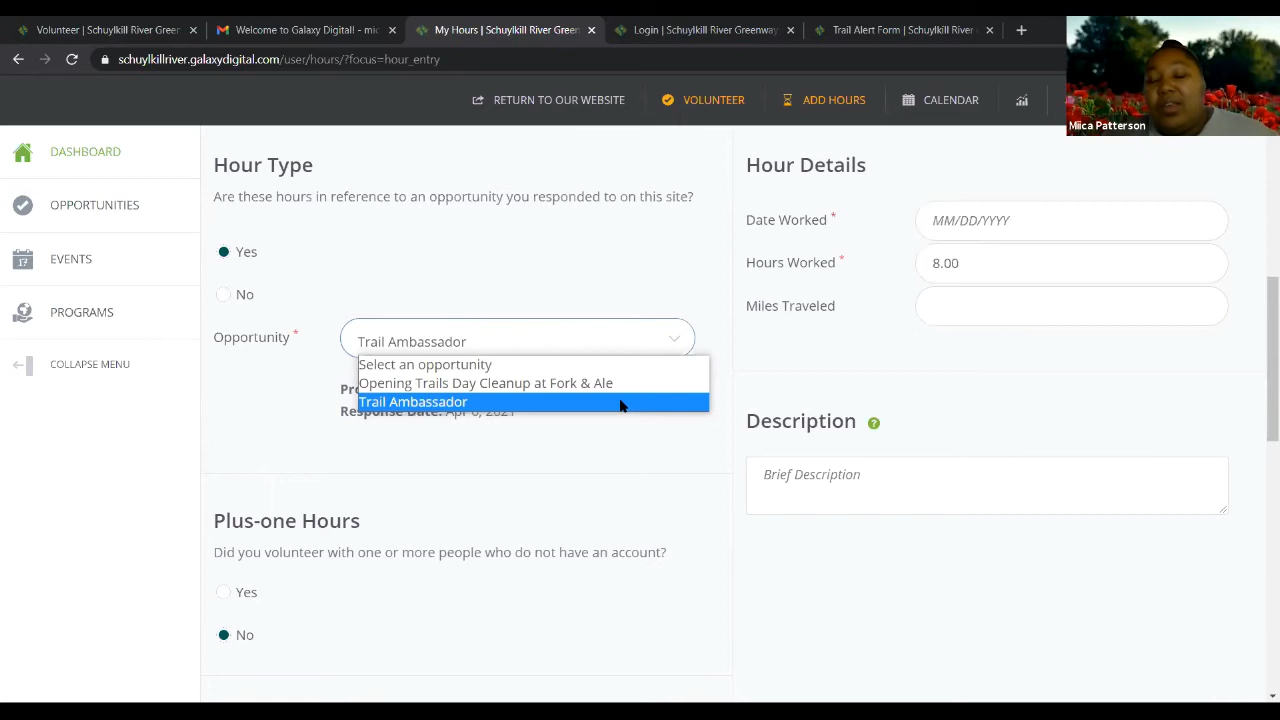 Volunteer | Schuylkill River Green
Welcome to Galaxy Digital! - mic
My Hours | Schuylkill River Green
Login | Schuylkill River Greenway
Trail Alert Form | Schuylkill River
schuylkillriver.galaxydigital.com/user/hours/?focus=hour_entry
RETURN TO OUR WEBSITE
VOLUNTEER
ADD HOURS
CALENDAR
Miica Patterson
DASHBOARD
OPPORTUNITIES
17
EVENTS
PROGRAMS
COLLAPSE MENU
Hour Type
Are these hours in reference to an opportunity you responded to on this site?
Yes
No
Opportunity *
Trail Ambassador
Select an opportunity
Opening Trails Day Cleanup at Fork & Ale
Trail Ambassador
Response Date: Apr 6, 2021
Plus-one Hours
Did you volunteer with one or more people who do not have an account?
Yes
No
Hour Details
Date Worked *
MM/DD/YYYY
Hours Worked *
8.00
Miles Traveled
Description ?
Brief Description